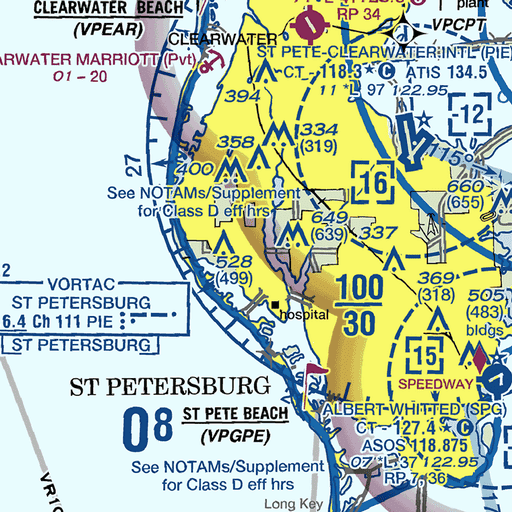 CLEARWATER BEACH
(VPEAR)
plant
RP 34
VPCPT
CLEARWATER
ST PETE-CLEARWATER INTL (PIE)
ARWATER MARRIOTT (Pvt)
01 - 20
CT - 118.3 * C ATIS 134.5
11 *L 97 122.95
394
12
334
(319)
358
115°
27
400
16
660
(655)
See NOTAMs/Supplement
for Class D eff hrs
649
(639)
337
528
(499)
2
VORTAC
ST PETERSBURG
6.4 Ch 111 PIE
ST PETERSBURG
100
30
369
(318)
505
(483)
bldgs
hospital
15
SPEEDWAY
ST PETERSBURG
08
ST PETE BEACH
(VPGPE)
ALBERT WHITTED (SPG)
CT - 127.4 * C
ASOS 118.875
07 *L 37 122.95
RP 7, 36
See NOTAMs/Supplement
for Class D eff hrs
Long Key